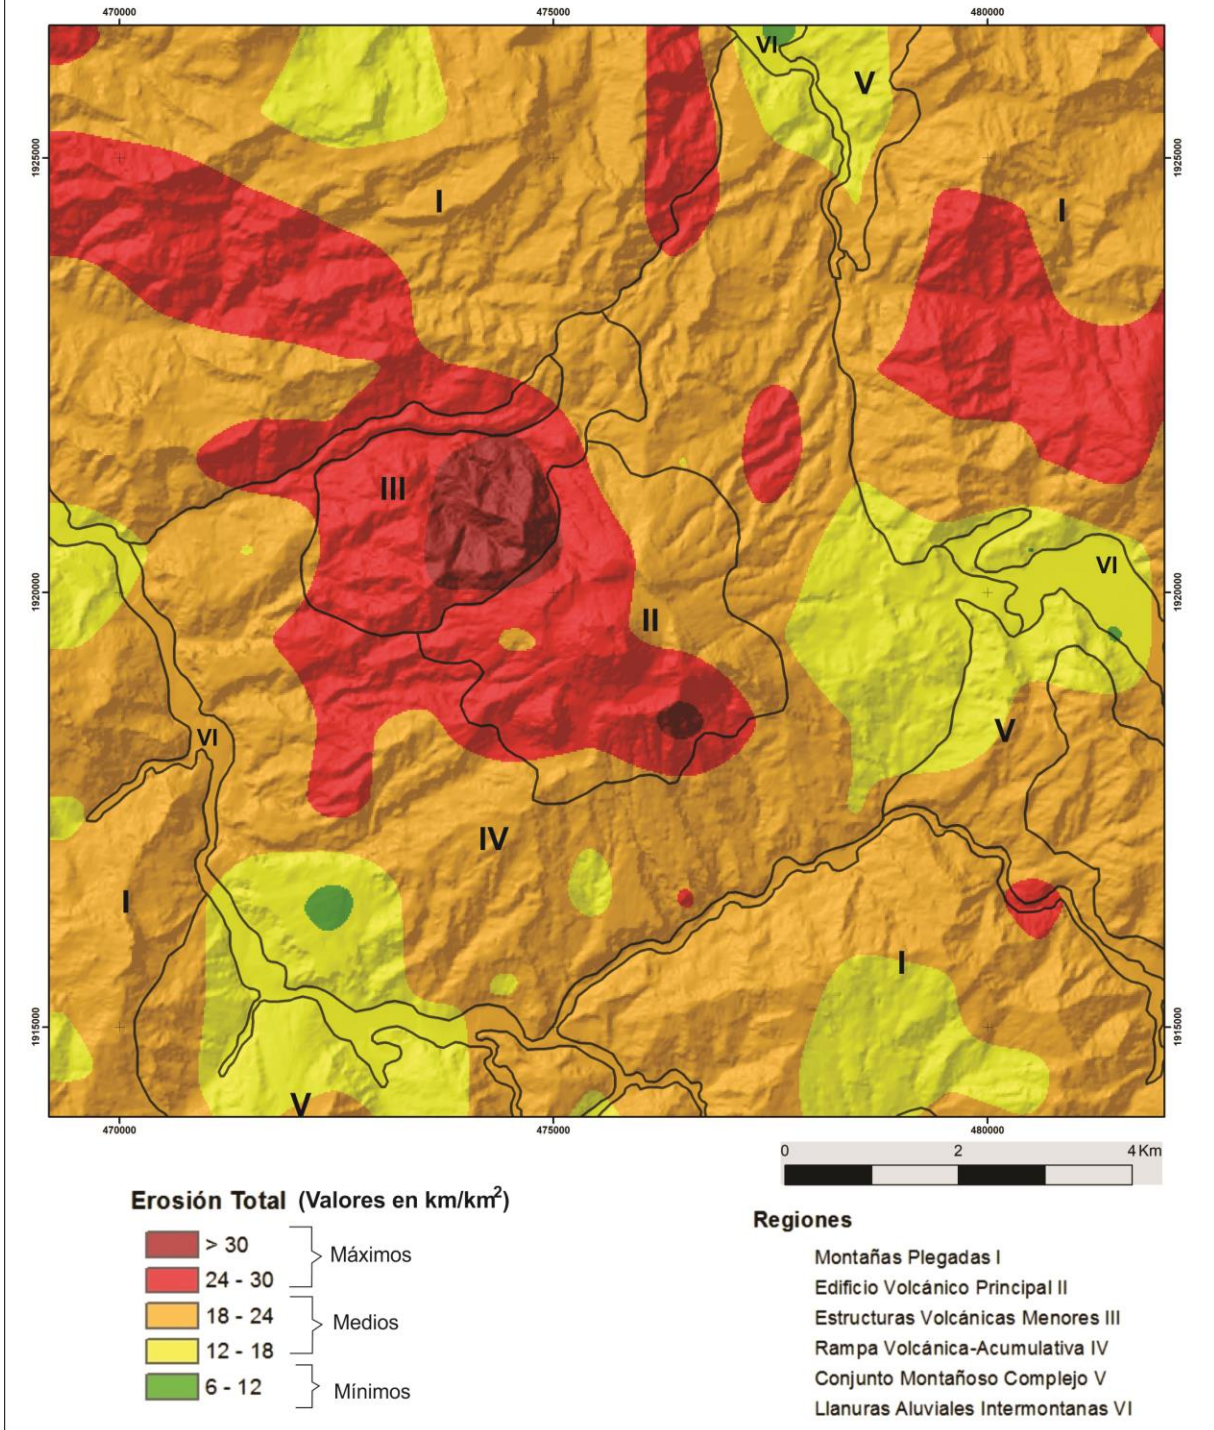 470000 475000 480000
VI
V
1925000 1925000
I I
III
VI
1920000 1920000
II
V
VI
IV
I
I
1915000 1915000
V
470000 475000 480000
0 2 4 Km
Erosión Total (Valores en km/km²)
> 30
24 - 30
Máximos
18 - 24
12 - 18
Medios
6 - 12
Mínimos
Regiones
Montañas Plegadas I
Edificio Volcánico Principal II
Estructuras Volcánicas Menores III
Rampa Volcánica-Acumulativa IV
Conjunto Montañoso Complejo V
Llanuras Aluviales Intermontanas VI